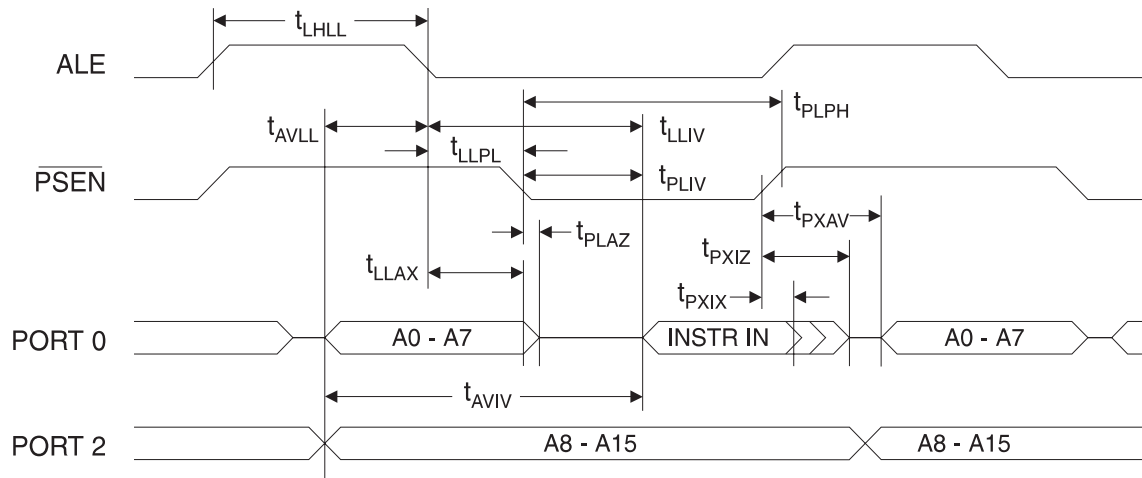 tLHLL
ALE
tPLPH
tAVLL
tLLIV
tLLPL
PSEN
tPLIV
tPXAV
tPLAZ
tPXIZ
tLLAX
tPXIX
PORT 0
A0 - A7
INSTR IN
A0 - A7
tAVIV
PORT 2
A8 - A15
A8 - A15